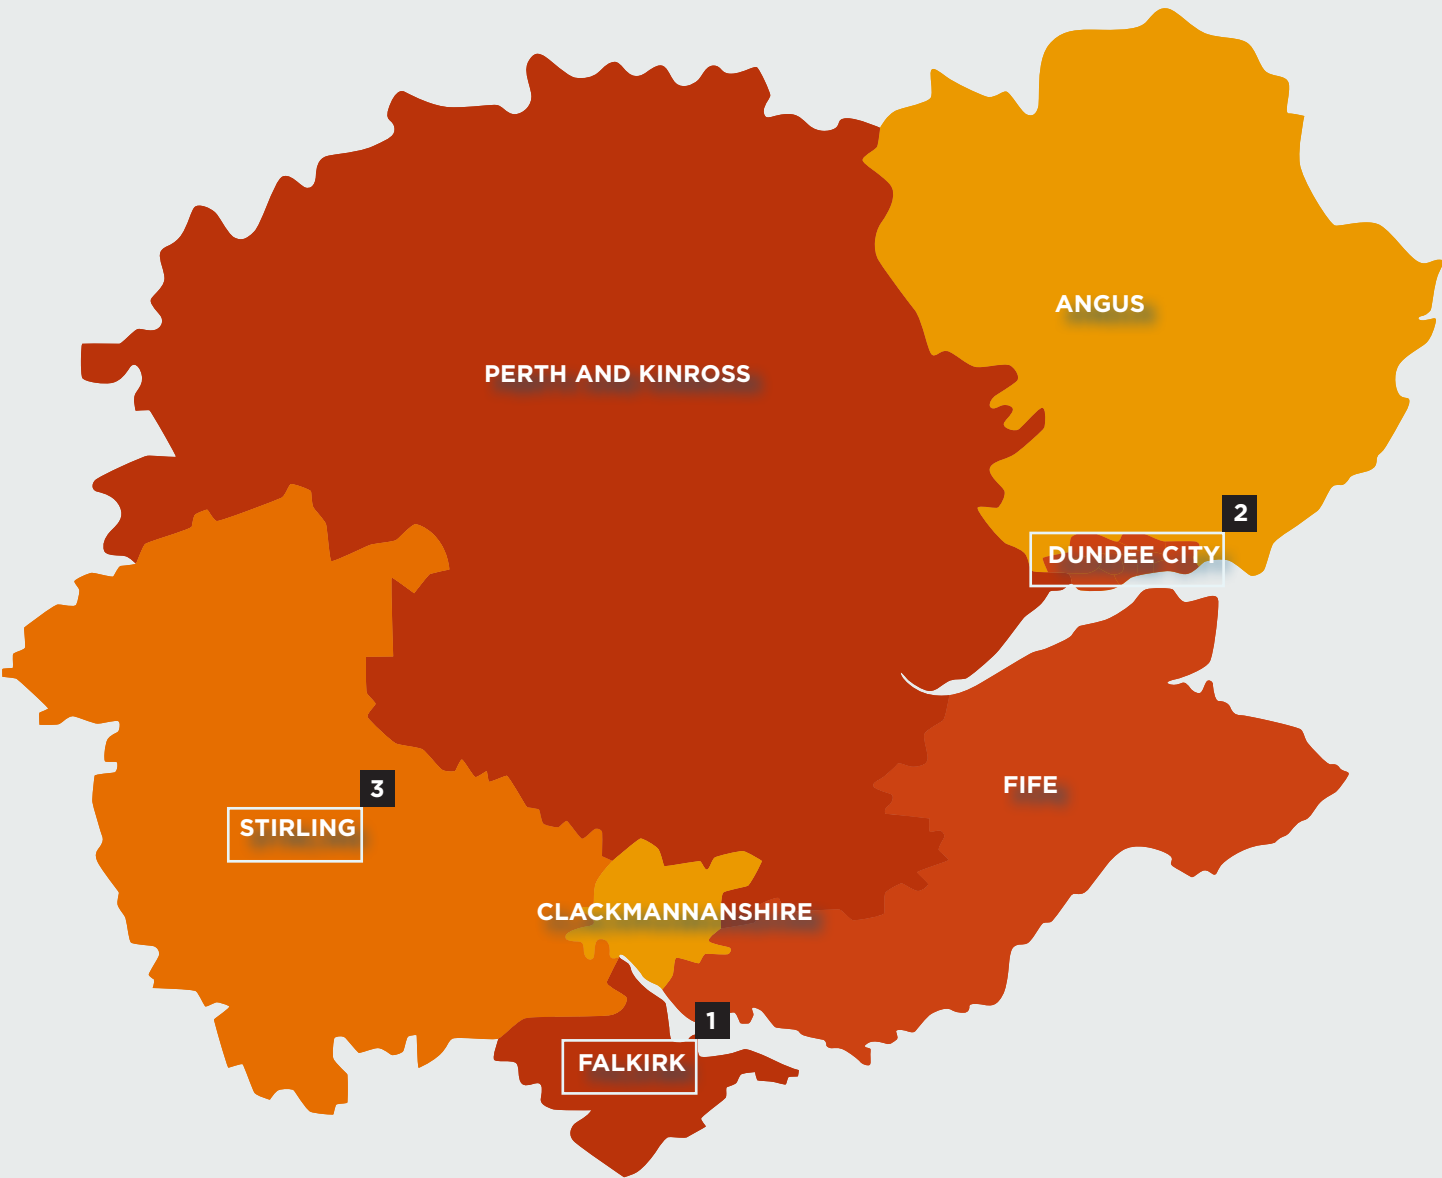 ANGUS
PERTH AND KINROSS
2
DUNDEE CITY
FIFE
3
STIRLING
CLACKMANNANSHIRE
1
FALKIRK